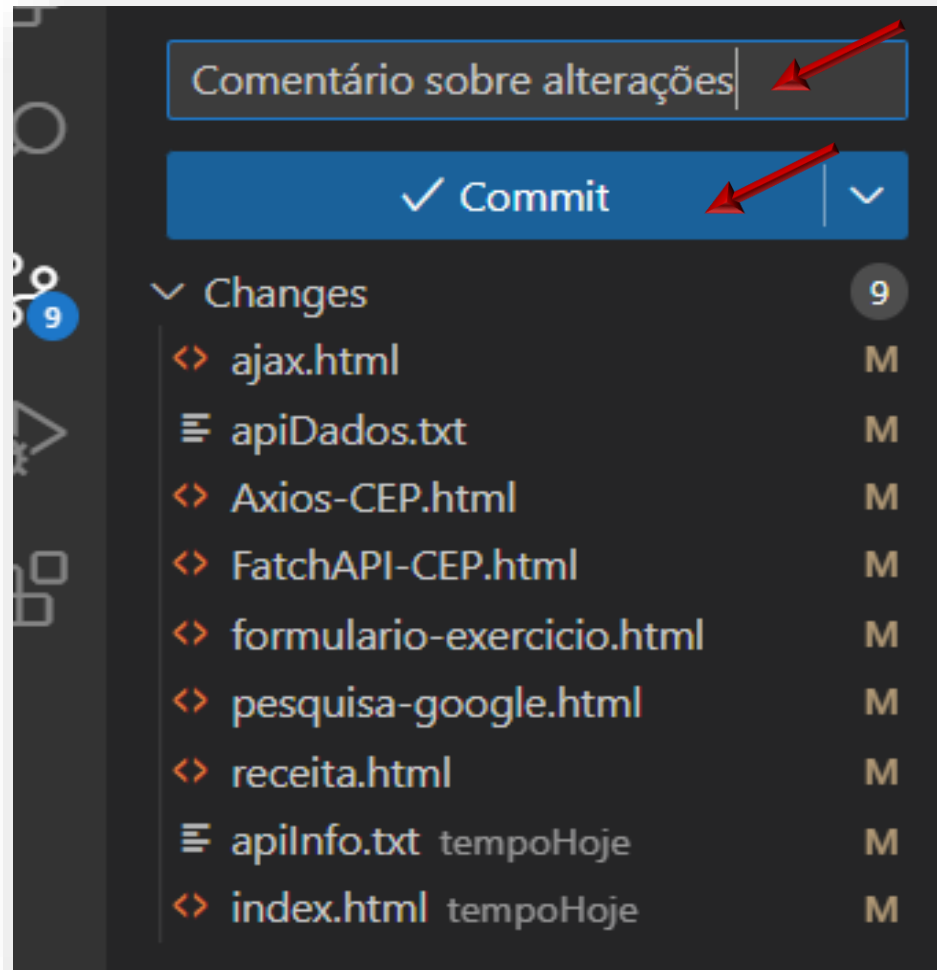 Comentário sobre alterações
Commit
Changes 9
9
ajax.html M
apiDados.txt M
Axios-CEP.html M
FatchAPI-CEP.html M
formulario-exercicio.html M
pesquisa-google.html M
receita.html M
apiInfo.txt tempoHoje M
index.html tempoHoje M